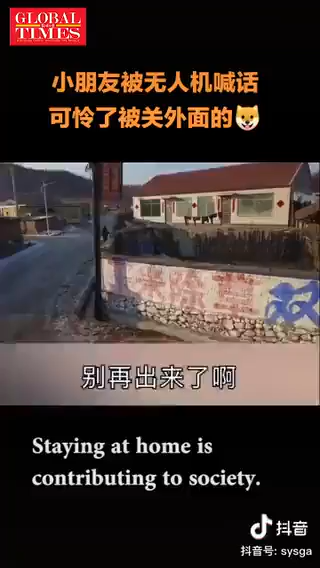 GLOBAL
TIMES
小朋友被无人机喊话
可怜了被关外面的
别再出来了啊
Staying at home is
contributing to society.
抖音
抖音号: sysga